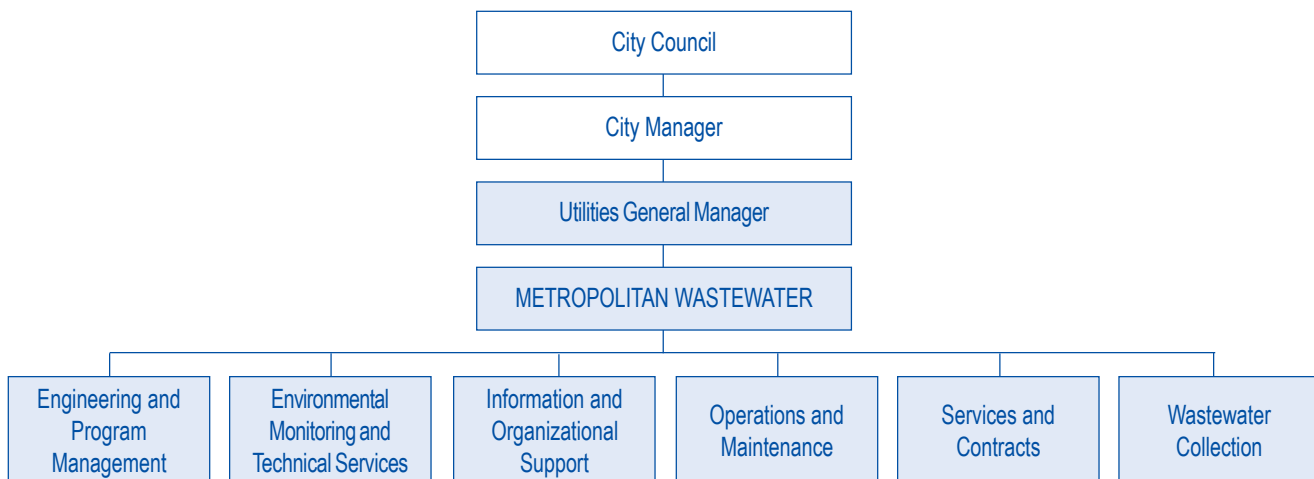 City Council
City Manager
Utilities General Manager
METROPOLITAN WASTEWATER
Engineering and
Program
Management
Environmental
Monitoring and
Technical Services
Information and
Organizational
Support
Operations and
Maintenance
Services and
Contracts
Wastewater
Collection